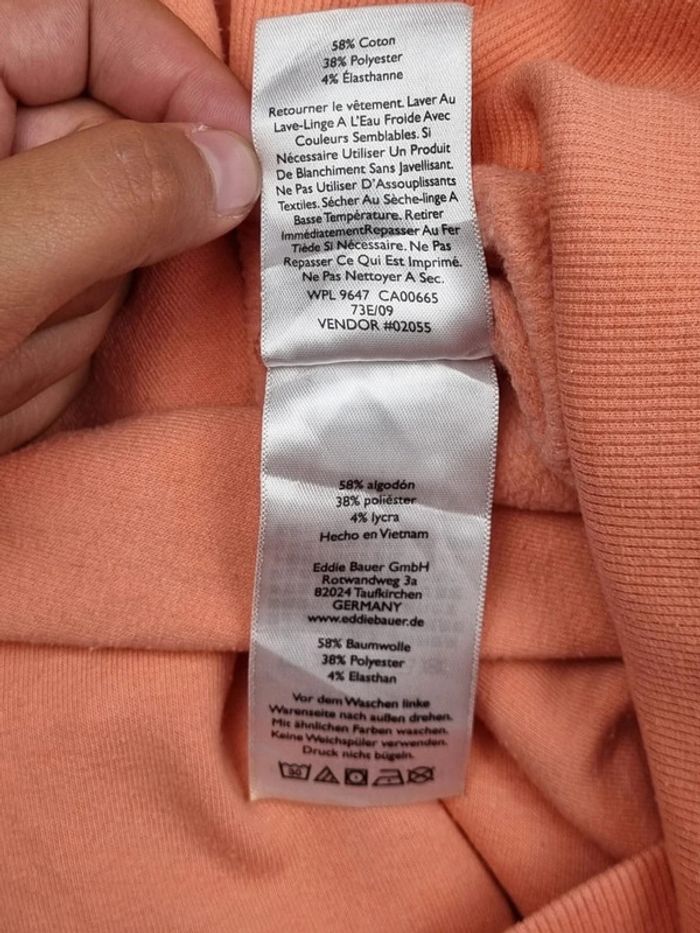 58% Coton
38% Polyester
4% Élasthanne
Retourner le vêtement. Laver Au
Lave-Linge A L'Eau Froide Avec
Couleurs Semblables. Si
Nécessaire Utiliser Un Produit
De Blanchiment Sans Javellisant.
Ne Pas Utiliser D'Assouplissants
Textiles. Sécher Au Sèche-linge A
Basse Température. Retirer
ImmédiatementRepasser Au Fer
Tiède Si Nécessaire. Ne Pas
Repasser Ce Qui Est Imprimé.
Ne Pas Nettoyer A Sec.
WPL 9647 CA00665
73E/09
VENDOR #02055
58% algodón
38% poliéster
4% lycra
Hecho en Vietnam
Eddie Bauer GmbH
Rotwandweg 3a
82024 Taufkirchen
GERMANY
www.eddiebauer.de
58% Baumwolle
38% Polyester
4% Elasthan
Vor dem Waschen linke
Warenseite nach außen drehen.
Mit ähnlichen Farben waschen.
Keine Weichspüler verwenden.
Druck nicht bügeln.
30